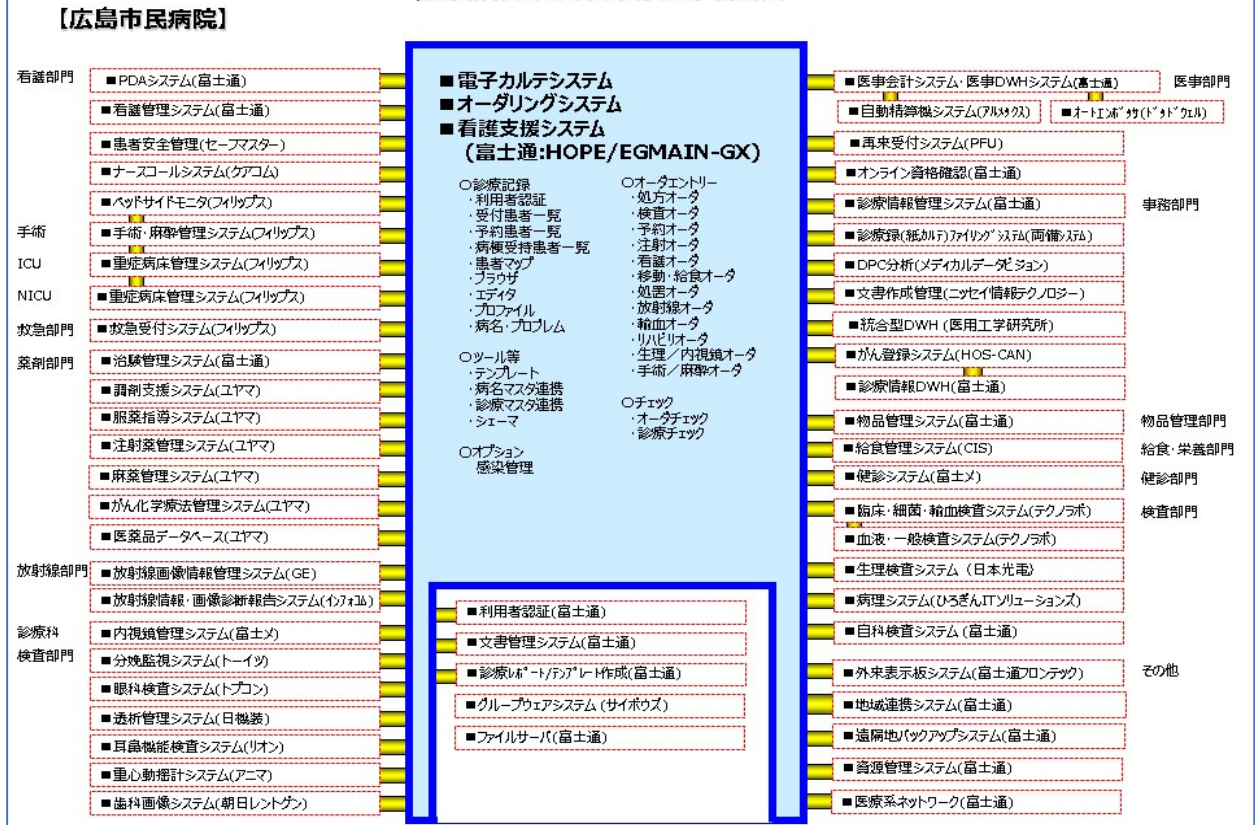 【広島市民病院】
看護部門
■PDAシステム(富士通)
■看護管理システム(富士通)
■患者安全管理(セーフマスター)
■ナースコールシステム(ケアコム)
■ベッドサイドモニタ(フィリップス)
手術
■手術・麻酔管理システム(フィリップス)
ICU
■重症病床管理システム(フィリップス)
NICU
■重症病床管理システム(フィリップス)
救急部門
■救急受付システム(フィリップス)
薬剤部門
■治験管理システム(富士通)
■調剤支援システム(ユヤマ)
■服薬指導システム(ユヤマ)
■注射薬管理システム(ユヤマ)
■麻薬管理システム(ユヤマ)
■がん化学療法管理システム(ユヤマ)
■医薬品データベース(ユヤマ)
放射線部門
■放射線画像情報管理システム(GE)
■放射線情報・画像診断報告システム(インフォコム)
診療科
検査部門
■内視鏡管理システム(富士メ)
■分娩監視システム(トーイツ)
■眼科検査システム(トプコン)
■透析管理システム(日機装)
■耳鼻機能検査システム(リオン)
■重心動揺計システム(アニマ)
■歯科画像システム(朝日レントゲン)
■電子カルテシステム
■オーダリングシステム
■看護支援システム
(富士通:HOPE/EGMAIN-GX)
○診療記録
・利用者認証
・受付患者一覧
・予約患者一覧
・病棟受持患者一覧
・患者マップ
・ブラウザ
・エディタ
・プロファイル
・病名・プロブレム
○ツール等
・テンプレート
・病名マスタ連携
・診療マスタ連携
・シェーマ
○オプション
感染管理
○オーダエントリー
・処方オーダ
・検査オーダ
・予約オーダ
・注射オーダ
・看護オーダ
・移動・給食オーダ
・処置オーダ
・放射線オーダ
・輸血オーダ
・リハビリオーダ
・生理／内視鏡オーダ
・手術／麻酔オーダ
○チェック
・オーダチェック
・診療チェック
■利用者認証(富士通)
■文書管理システム(富士通)
■診療ﾚﾎﾟｰﾄ/ﾃﾝﾌﾟﾚｰﾄ作成(富士通)
■グループウェアシステム(サイボウズ)
■ファイルサーバ(富士通)
■医事会計システム・医事DWHシステム(富士通)
医事部門
■自動精算機システム(アルメックス)
■再来受付システム(PFU)
■オンライン資格確認(富士通)
■診療情報管理システム(富士通)
事務部門
■診療録(紙ｶﾙﾃ)ﾌｧｲﾘﾝｸﾞｼｽﾃﾑ(両備ｼｽﾃﾑ)
■DPC分析(メディカルデータビジョン)
■文書作成管理(ニッセイ情報テクノロジー)
■統合型DWH (医用工学研究所)
■がん登録システム(HOS-CAN)
■診療情報DWH(富士通)
■物品管理システム(富士通)
物品管理部門
■給食管理システム(CIS)
給食・栄養部門
■健診システム(富士メ)
健診部門
■臨床・細菌・輸血検査システム(テクノラボ)
検査部門
■血液・一般検査システム(テクノラボ)
■生理検査システム（日本光電)
■病理システム(ひろぎんITソリューションズ)
■自科検査システム(富士通)
■外来表示板システム(富士通フロンテック)
その他
■地域連携システム(富士通)
■遠隔地バックアップシステム(富士通)
■資源管理システム(富士通)
■医療系ネットワーク(富士通)